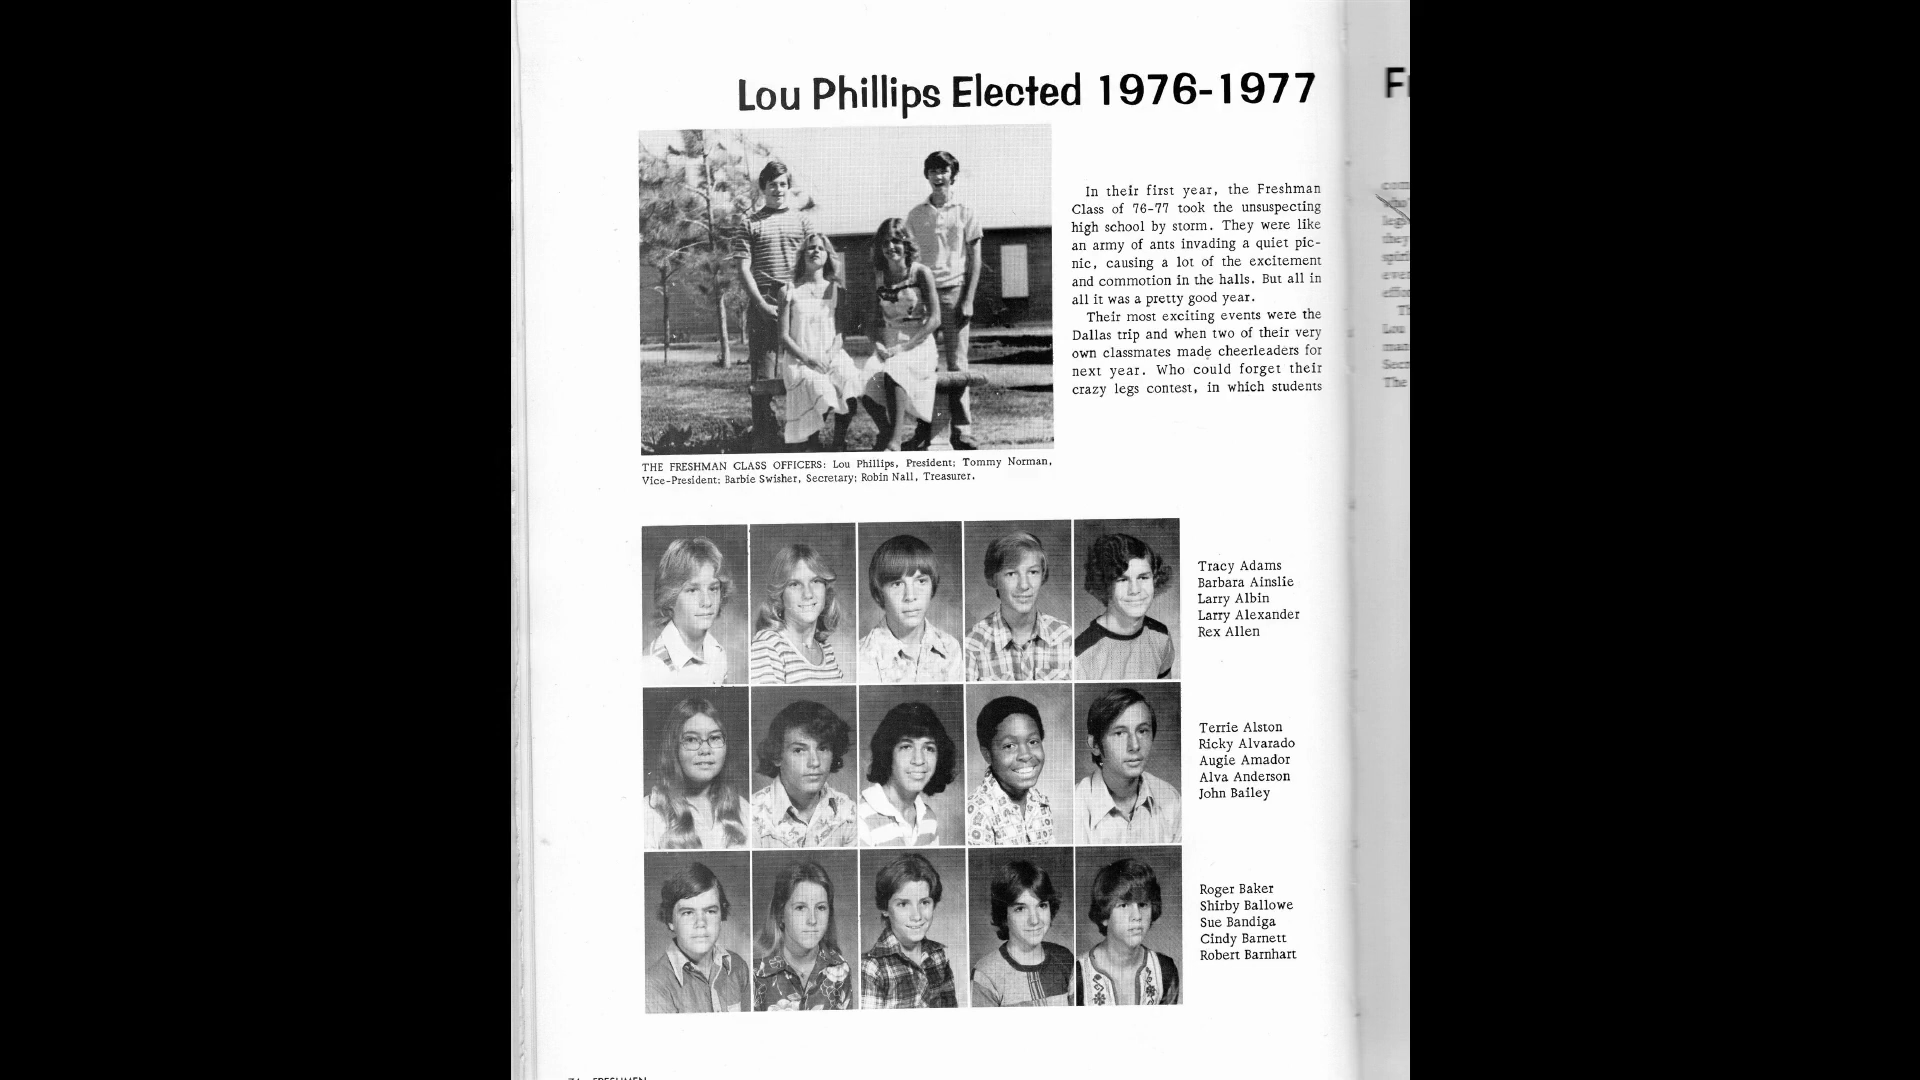 Lou Phillips Elected 1976-1977
In their first year, the Freshman
Class of 76-77 took the unsuspecting
high school by storm. They were like
an army of ants invading a quiet pic-
nic, causing a lot of the excitement
and commotion in the halls. But all in
all it was a pretty good year.
Their most exciting events were the
Dallas trip and when two of their very
own classmates made cheerleaders for
next year. Who could forget their
crazy legs contest, in which students
THE FRESHMAN CLASS OFFICERS: Lou Phillips, President; Tommy Norman,
Vice-President; Barbie Swisher, Secretary; Robin Nall, Treasurer.
Tracy Adams
Barbara Ainslie
Larry Albin
Larry Alexander
Rex Allen
Terrie Alston
Ricky Alvarado
Augie Amador
Alva Anderson
John Bailey
Roger Baker
Shirby Ballowe
Sue Bandiga
Cindy Barnett
Robert Barnhart
FRESHMEN
Lou
The